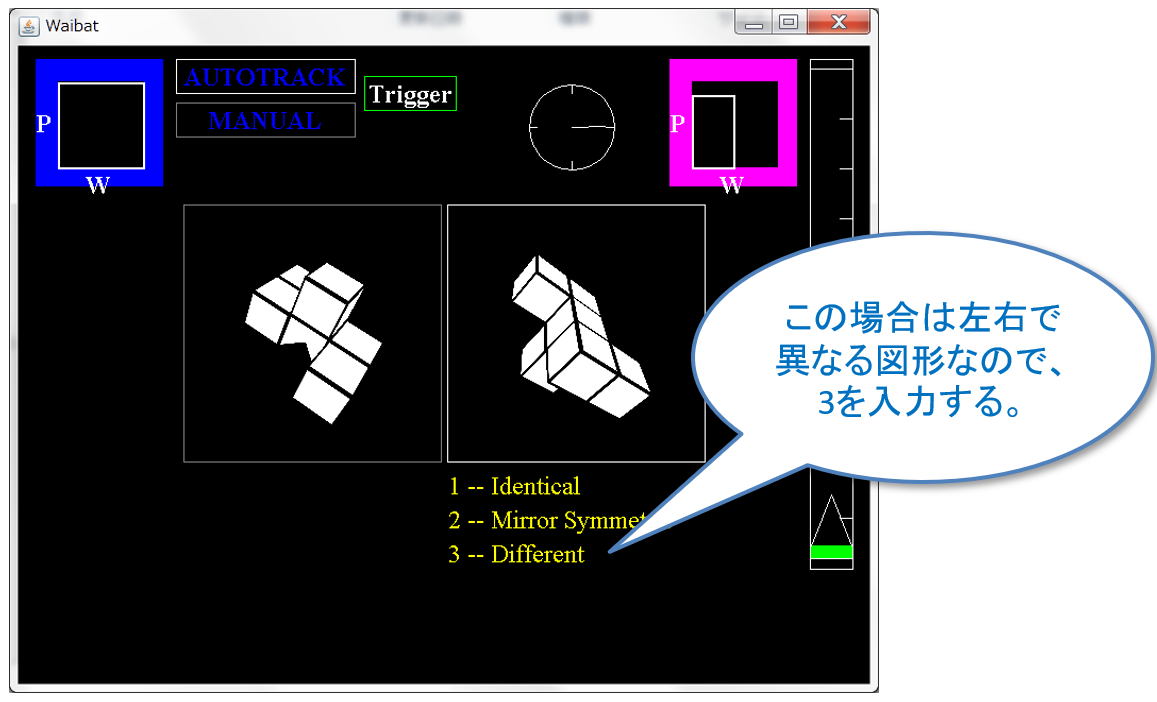 Waibat
AUTOTRACK
MANUAL
Trigger
P
W
P
W
この場合は左右で
異なる図形なので、
3を入力する。
1 -- Identical
2 -- Mirror Symmet
3 -- Different